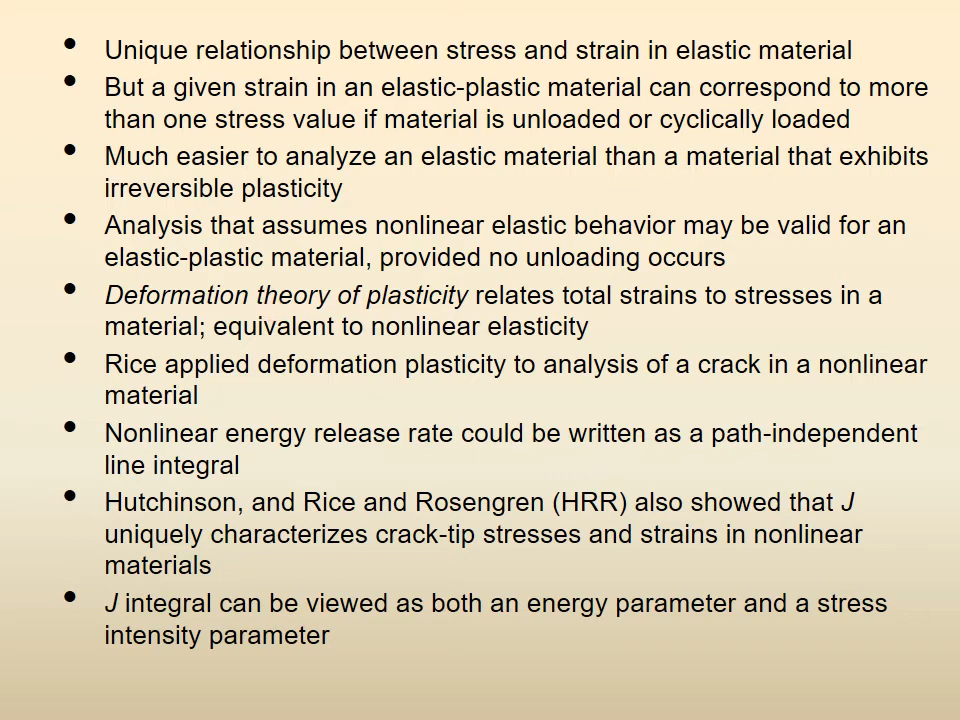 • Unique relationship between stress and strain in elastic material
• But a given strain in an elastic-plastic material can correspond to more
than one stress value if material is unloaded or cyclically loaded
• Much easier to analyze an elastic material than a material that exhibits
irreversible plasticity
• Analysis that assumes nonlinear elastic behavior may be valid for an
elastic-plastic material, provided no unloading occurs
• Deformation theory of plasticity relates total strains to stresses in a
material; equivalent to nonlinear elasticity
• Rice applied deformation plasticity to analysis of a crack in a nonlinear
material
• Nonlinear energy release rate could be written as a path-independent
line integral
• Hutchinson, and Rice and Rosengren (HRR) also showed that J
uniquely characterizes crack-tip stresses and strains in nonlinear
materials
• J integral can be viewed as both an energy parameter and a stress
intensity parameter